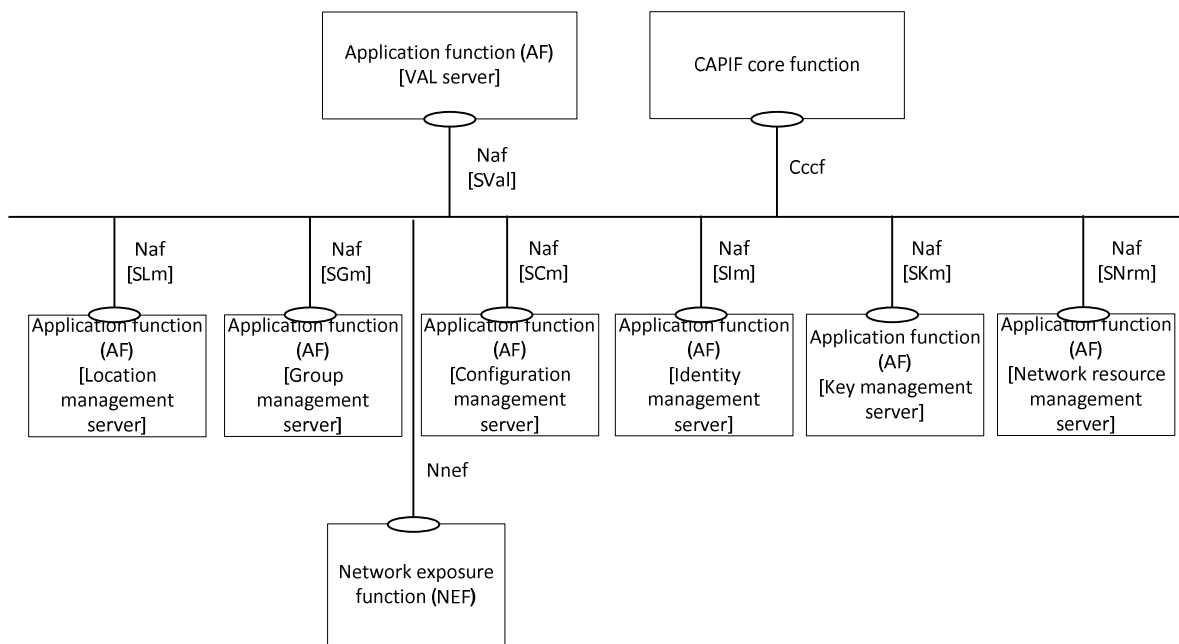 Application function (AF)
[VAL server]
CAPIF core function
Naf
[SVal]
Cccf
Naf
[SLm]
Naf
[SGm]
Naf
[SCm]
Naf
[SIm]
Naf
[SKm]
Naf
[SNrm]
Application function
(AF)
[Location
management
server]
Application function
(AF)
[Group
management
server]
Application function
(AF)
[Configuration
management
server]
Application function
(AF)
[Identity
management
server]
Application function
(AF)
[Key management
server]
Application function
(AF)
[Network resource
management
server]
Nnef
Network exposure
function (NEF)